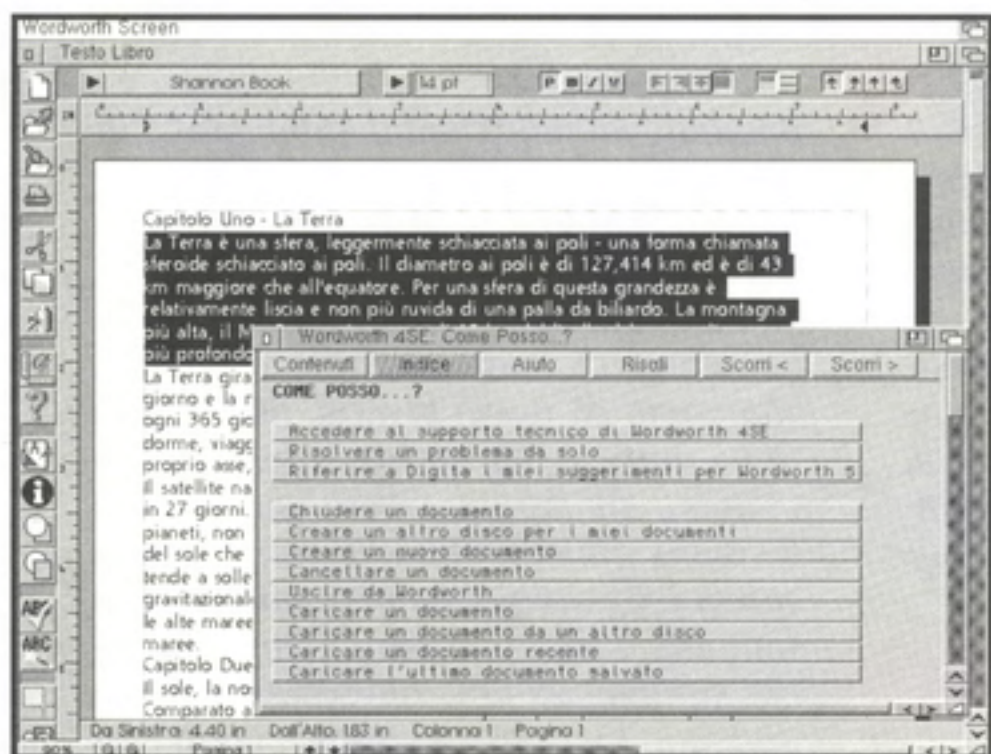 Wordworth Screen
Testo Libro
Shannon Book
14 pt
Capitolo Uno - La Terra
La Terra è una sfera, leggermente schiacciata ai poli - una forma chiamata
sferoide schiacciato ai poli. Il diametro ai poli è di 127,414 km ed è di 43
km maggiore che all'equatore. Per una sfera di questa grandezza è
relativamente liscia e non più ruvida di una palla da biliardo. La montagna
più alta, il
più profondo
La Terra gira
giorno e la r
ogni 365 gio
dorme, viagg
proprio asse,
Il satellite na
in 27 giorni.
pianeti, non
del sole che
tende a solle
gravitazionale
le alte maree
maree.
Capitolo Due
Il sole, la no
Comparato a
Wordworth 4SE: Come Posso..?
Contenuti Indice Aiuto Risali Scorri < Scorri >
COME POSSO...?
Accedere al supporto tecnico di Wordworth 4SE
Risolvere un problema da solo
Riferire a Digita i miei suggerimenti per Wordworth 5
Chiudere un documento
Creare un altro disco per i miei documenti
Creare un nuovo documento
Cancellare un documento
Uscire da Wordworth
Caricare un documento
Caricare un documento da un altro disco
Caricare un documento recente
Caricare l'ultimo documento salvato
Da Sinistra: 4.40 in Dall'Alto: 1.83 in Colonna 1 Pagina 1
90% Pagina 1